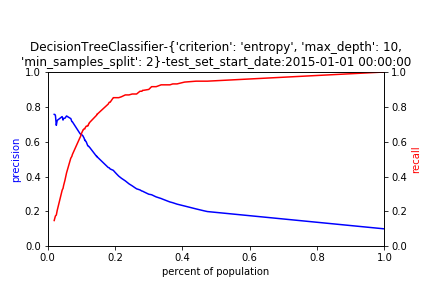 DecisionTreeClassifier-{'criterion': 'entropy', 'max_depth': 10,
'min_samples_split': 2}-test_set_start_date:2015-01-01 00:00:00
1.0
0.8
0.6
0.4
0.2
0.0
precision
1.0
0.8
0.6
0.4
0.2
0.0
recall
0.0 0.2 0.4 0.6 0.8 1.0
percent of population